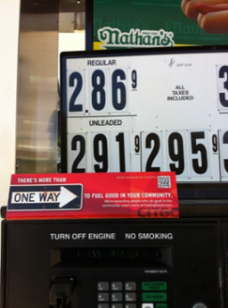 Nathan's
REGULAR
2.86 9
ALL
TAXES
INCLUDED
UNLEADED
2.91 9 2.95 9
THERE'S MORE THAN
ONE WAY
TO FUEL GOOD IN YOUR COMMUNITY.
CITGO
TURN OFF ENGINE NO SMOKING